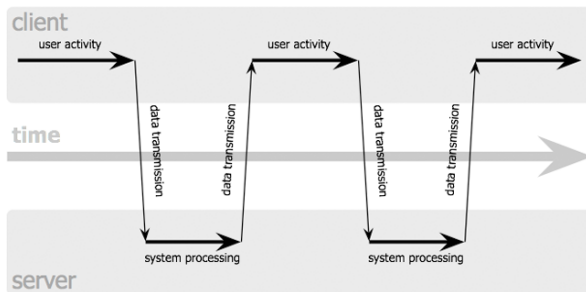 client
user activity
user activity
user activity
data transmission
data transmission
data transmission
data transmission
time
system processing
system processing
server